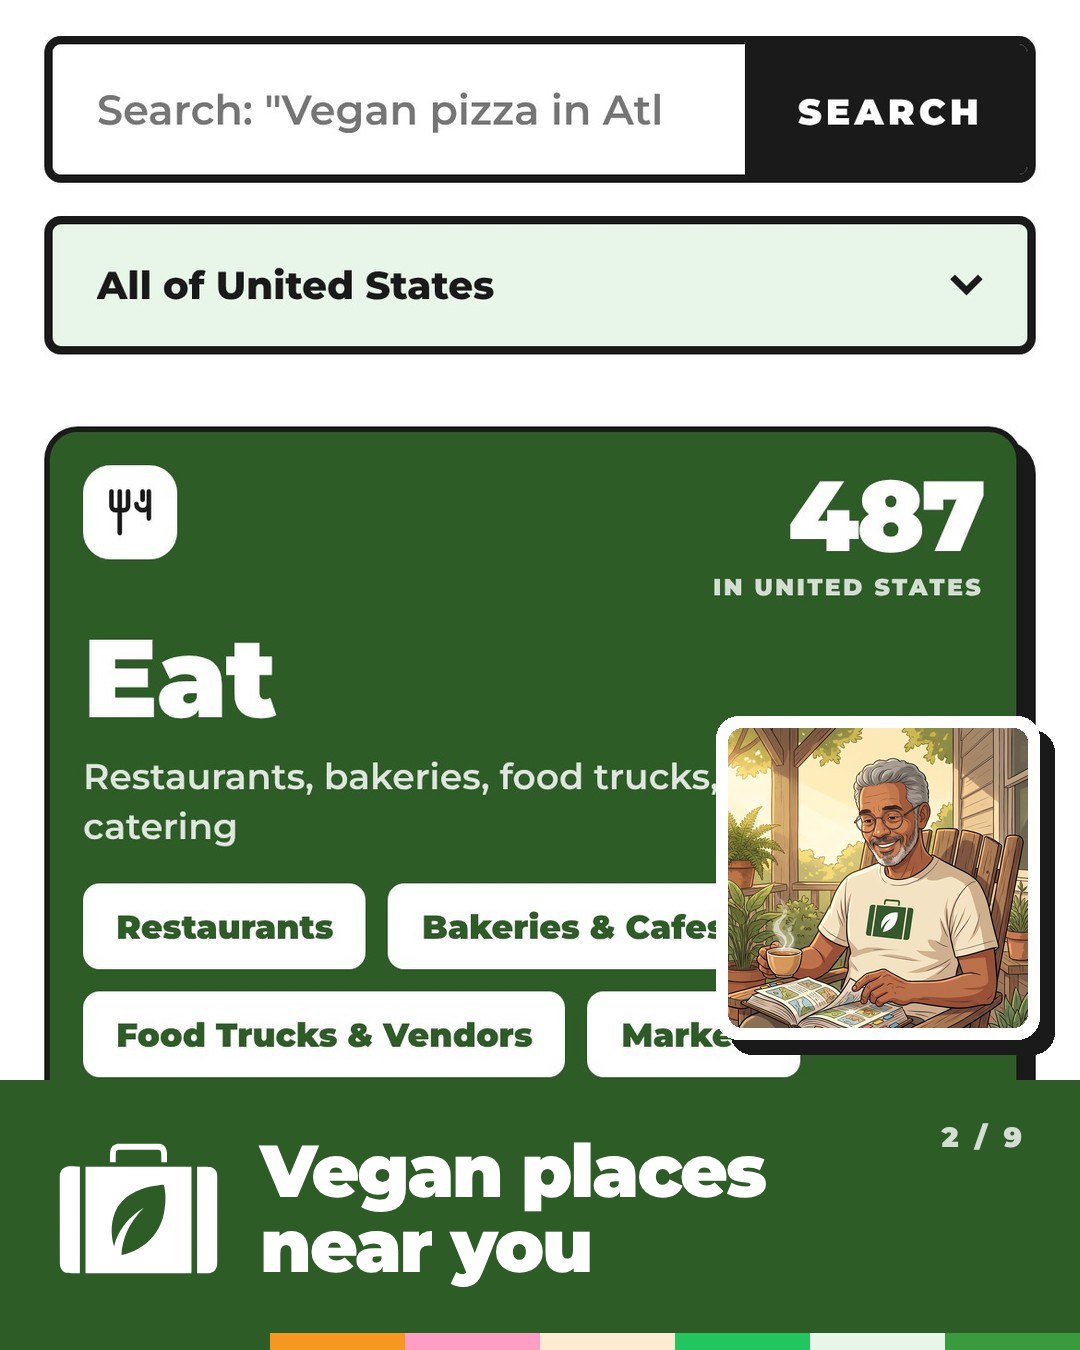 Search: "Vegan pizza in Atl
SEARCH
All of United States
487
IN UNITED STATES
Eat
Restaurants, bakeries, food trucks,
catering
Restaurants
Bakeries & Cafes
Food Trucks & Vendors
Marke
2 / 9
Vegan places
near you